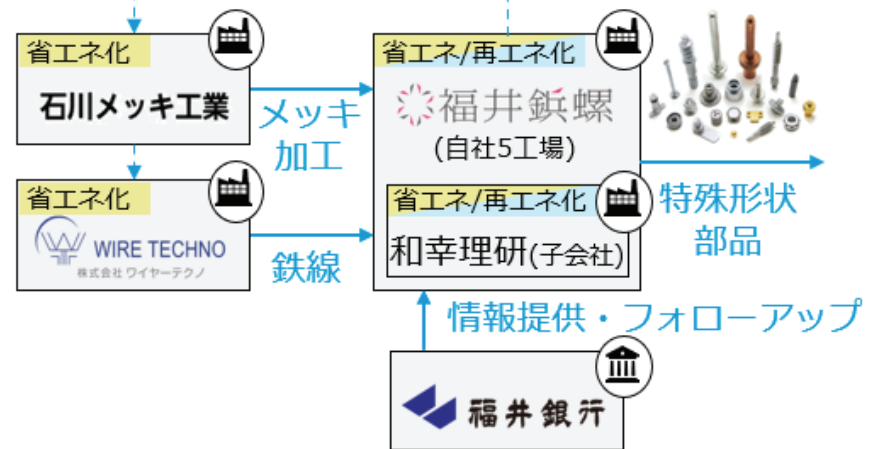 省エネ化
石川メッキ工業
メッキ
加工
省エネ化
WIRE TECHNO
株式会社 ワイヤーテクノ
鉄線
省エネ/再エネ化
福井鋲螺
(自社5工場)
省エネ/再エネ化
和幸理研(子会社)
特殊形状
部品
情報提供・フォローアップ
福井銀行